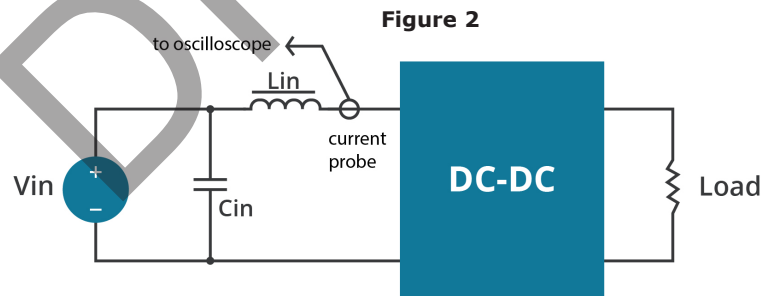 Figure 2
to oscilloscope
Lin
current
probe
DC-DC
Vin
+
−
Cin
Load